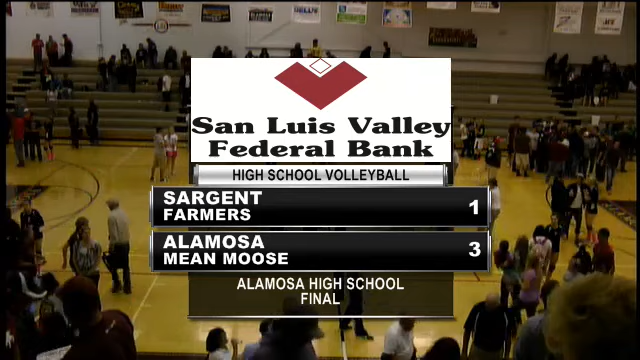 San Luis Valley
Federal Bank
HIGH SCHOOL VOLLEYBALL
SARGENT
FARMERS
1
ALAMOSA
MEAN MOOSE
3
ALAMOSA HIGH SCHOOL
FINAL